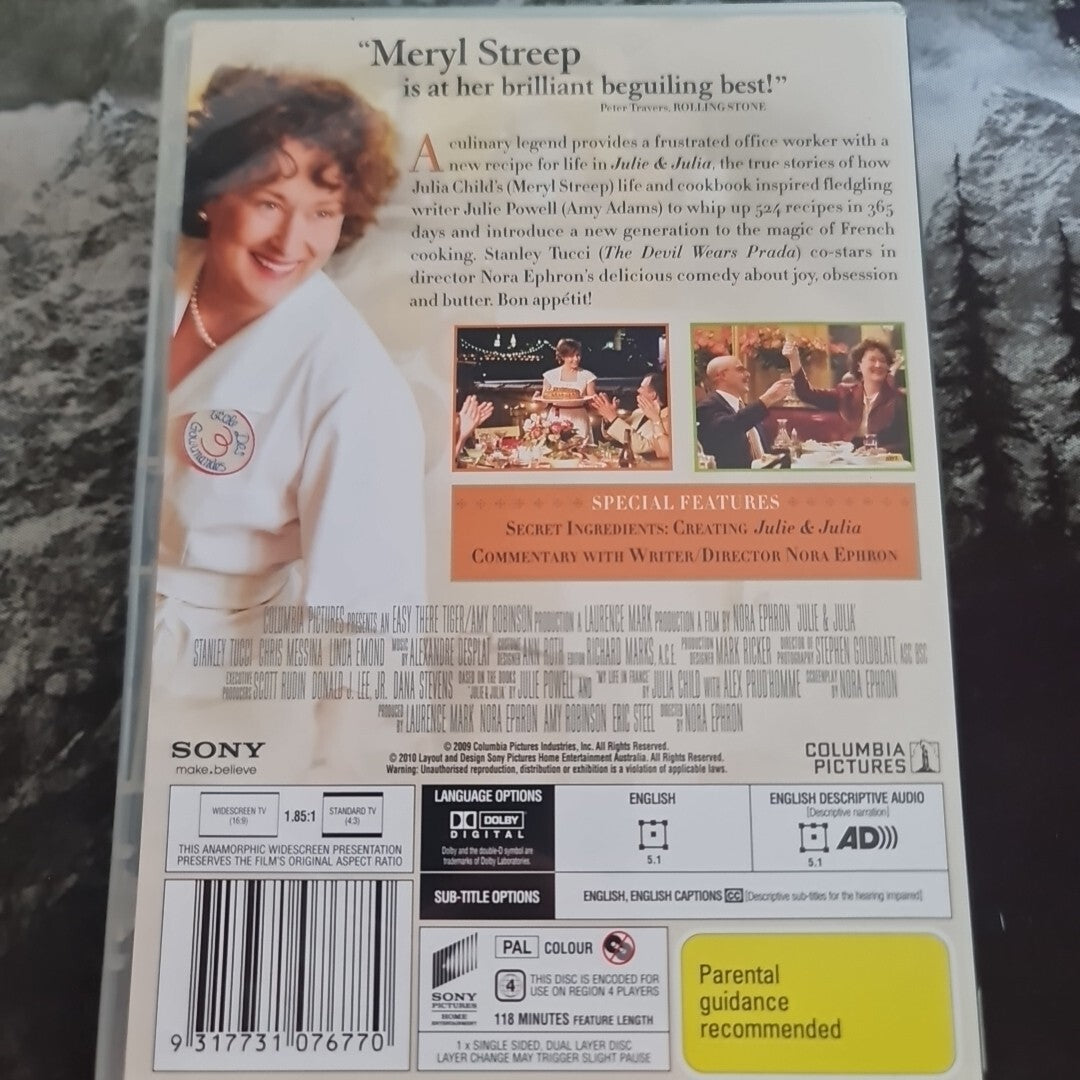 "Meryl Streep
is at her brilliant beguiling best!"
Peter Travers, ROLLING STONE
A culinary legend provides a frustrated office worker with a
new recipe for life in Julie & Julia, the true stories of how
Julia Child's (Meryl Streep) life and cookbook inspired fledgling
writer Julie Powell (Amy Adams) to whip up 524 recipes in 365
days and introduce a new generation to the magic of French
cooking. Stanley Tucci (The Devil Wears Prada) co-stars in
director Nora Ephron's delicious comedy about joy, obsession
and butter. Bon appétit!
École Des
3
Gourmandes
SPECIAL FEATURES
SECRET INGREDIENTS: CREATING Julie & Julia
COMMENTARY WITH WRITER/DIRECTOR NORA EPHRON
COLUMBIA PICTURES PRESENTS AN EASY THERE TIGER/AMY ROBINSON PRODUCTION A LAURENCE MARK PRODUCTION A FILM BY NORA EPHRON "JULIE & JULIA"
STANLEY TUCCI CHRIS MESSINA LINDA EMOND MUSIC BY ALEXANDRE DESPLAT COSTUME DESIGNER ANN ROTH EDITOR RICHARD MARKS, A.C.E. PRODUCTION DESIGNER MARK RICKER DIRECTOR OF PHOTOGRAPHY STEPHEN GOLDBLATT, ASC BSC
EXECUTIVE PRODUCERS SCOTT RUDIN DONALD J. LEE, JR. DANA STEVENS BASED ON THE BOOKS "JULIE & JULIA" BY JULIE POWELL AND "MY LIFE IN FRANCE" BY JULIA CHILD WITH ALEX PRUD'HOMME SCREENPLAY BY NORA EPHRON
PRODUCED BY LAURENCE MARK NORA EPHRON AMY ROBINSON ERIC STEEL DIRECTED BY NORA EPHRON
SONY
make.believe
© 2009 Columbia Pictures Industries, Inc. All Rights Reserved.
© 2010 Layout and Design Sony Pictures Home Entertainment Australia. All Rights Reserved.
Warning: Unauthorised reproduction, distribution or exhibition is a violation of applicable laws.
COLUMBIA
PICTURES
WIDESCREEN TV
(16:9)
1.85:1
STANDARD TV
(4:3)
THIS ANAMORPHIC WIDESCREEN PRESENTATION
PRESERVES THE FILM'S ORIGINAL ASPECT RATIO
LANGUAGE OPTIONS
DOLBY
DIGITAL
Dolby and the double-D symbol are
trademarks of Dolby Laboratories.
ENGLISH
5.1
ENGLISH DESCRIPTIVE AUDIO
[Descriptive narration]
5.1
AD)))
SUB-TITLE OPTIONS
ENGLISH, ENGLISH CAPTIONS CC [Descriptive sub-titles for the hearing impaired]
9 317731 076770
SONY
PICTURES
HOME
ENTERTAINMENT
PAL COLOUR
4
THIS DISC IS ENCODED FOR
USE ON REGION 4 PLAYERS
118 MINUTES FEATURE LENGTH
1 x SINGLE SIDED, DUAL LAYER DISC
LAYER CHANGE MAY TRIGGER SLIGHT PAUSE
Parental
guidance
recommended